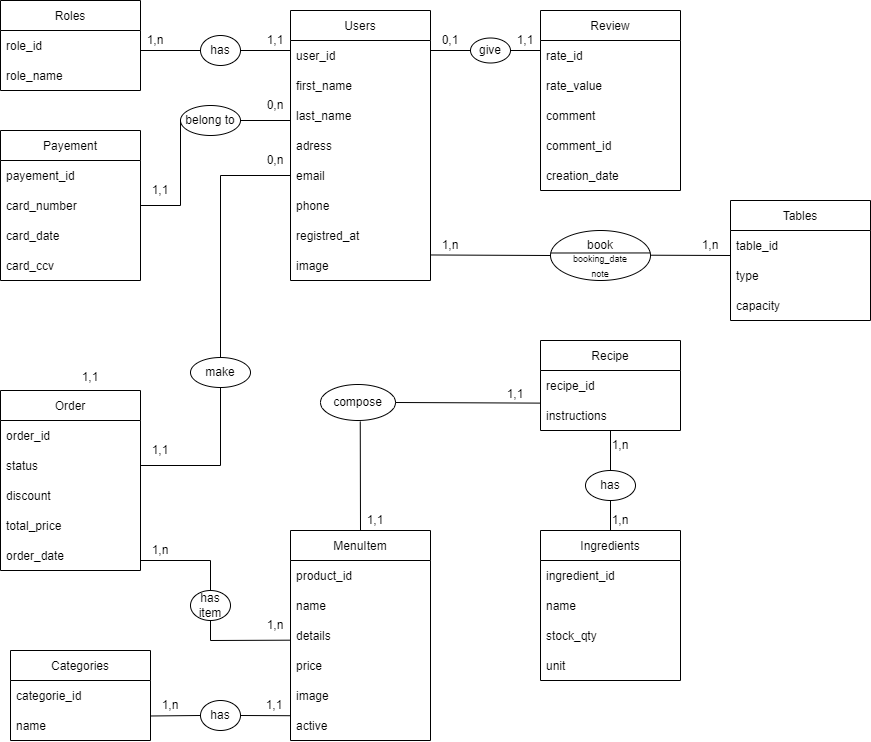 Roles
role_id
role_name
1,n
has
1,1
Users
user_id
first_name
last_name
adress
email
phone
registred_at
image
0,1
give
1,1
Review
rate_id
rate_value
comment
comment_id
creation_date
Payement
payement_id
card_number
card_date
card_ccv
1,1
belong to
0,n
0,n
make
1,1
1,n
book
booking_date
note
1,n
Tables
table_id
type
capacity
1,1
Order
order_id
status
discount
total_price
order_date
1,n
has
item
1,n
compose
1,1
1,1
Recipe
recipe_id
instructions
1,n
has
1,n
MenuItem
product_id
name
details
price
image
active
Ingredients
ingredient_id
name
stock_qty
unit
Categories
categorie_id
name
1,n
has
1,1